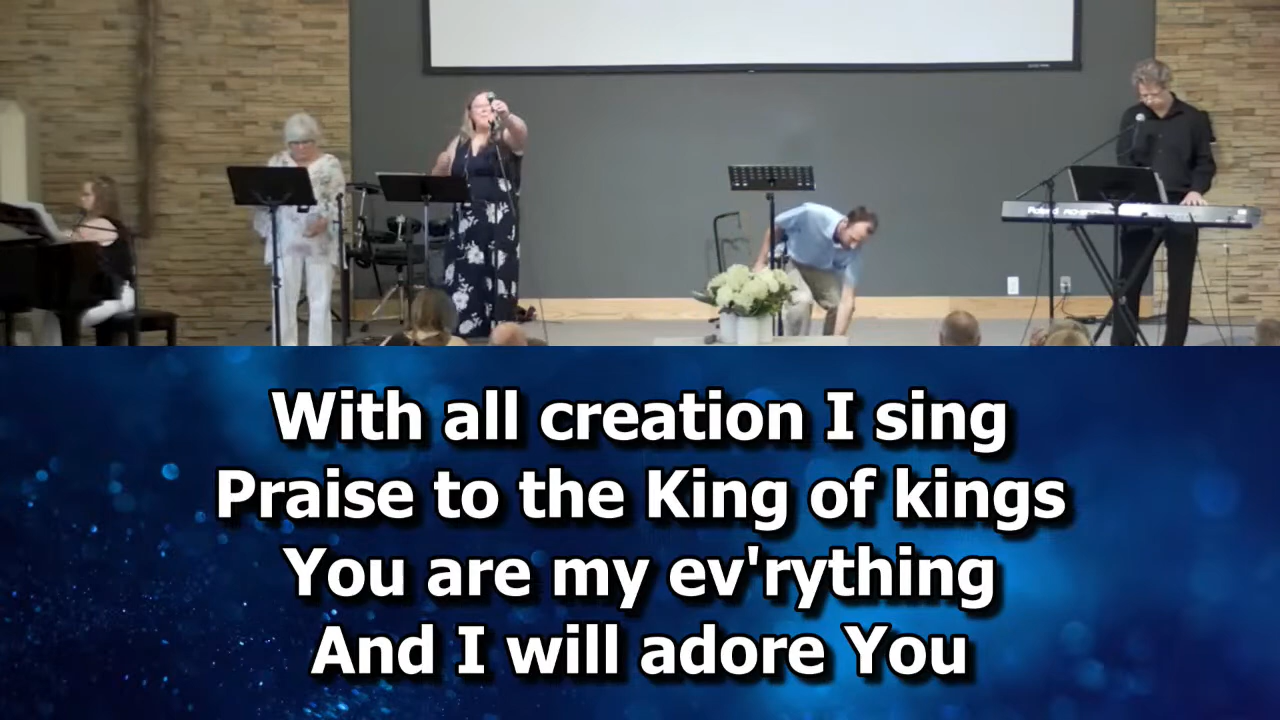 Roland
With all creation I sing
Praise to the King of kings
You are my ev'rything
And I will adore You